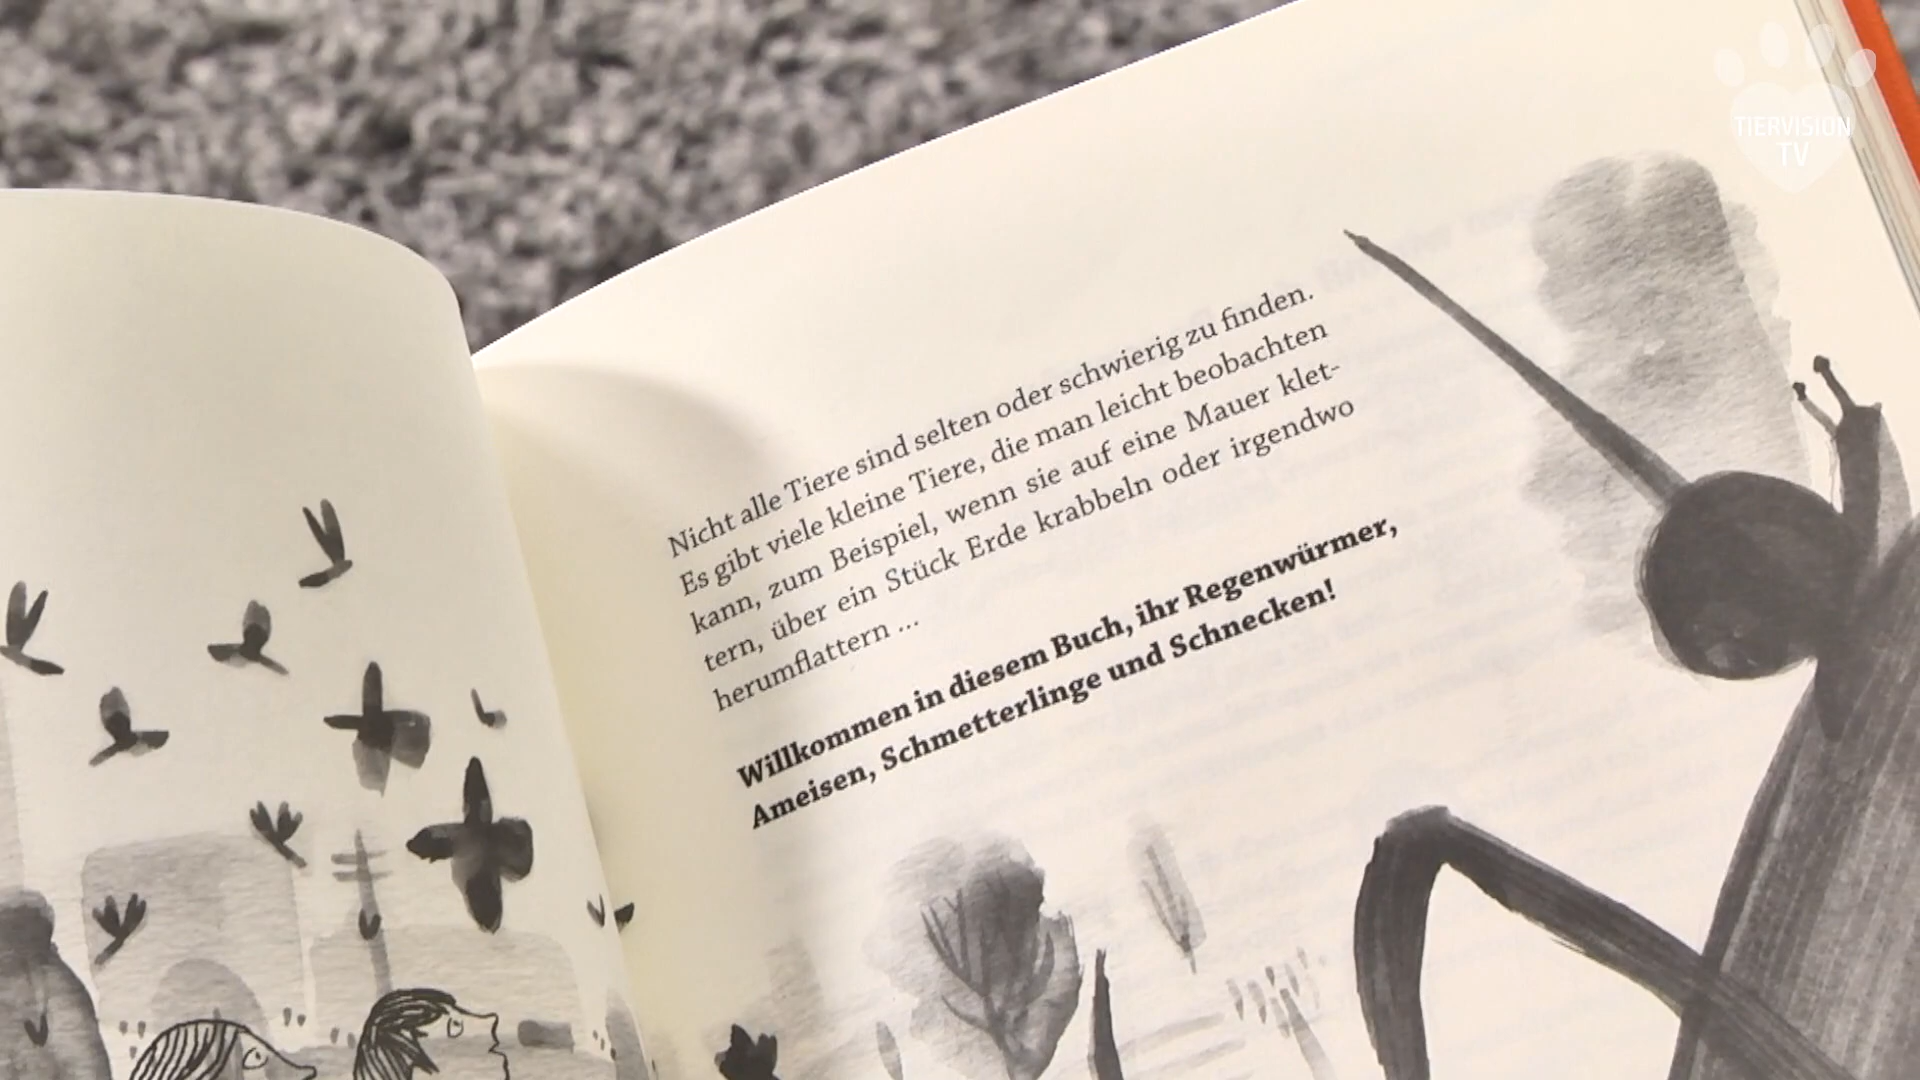 TIERVISION
TV
Nicht alle Tiere sind selten oder schwierig zu finden.
Es gibt viele kleine Tiere, die man leicht beobachten
kann, zum Beispiel, wenn sie auf eine Mauer klet-
tern, über ein Stück Erde krabbeln oder irgendwo
herumflattern ...
Willkommen in diesem Buch, ihr Regenwürmer,
Ameisen, Schmetterlinge und Schnecken!